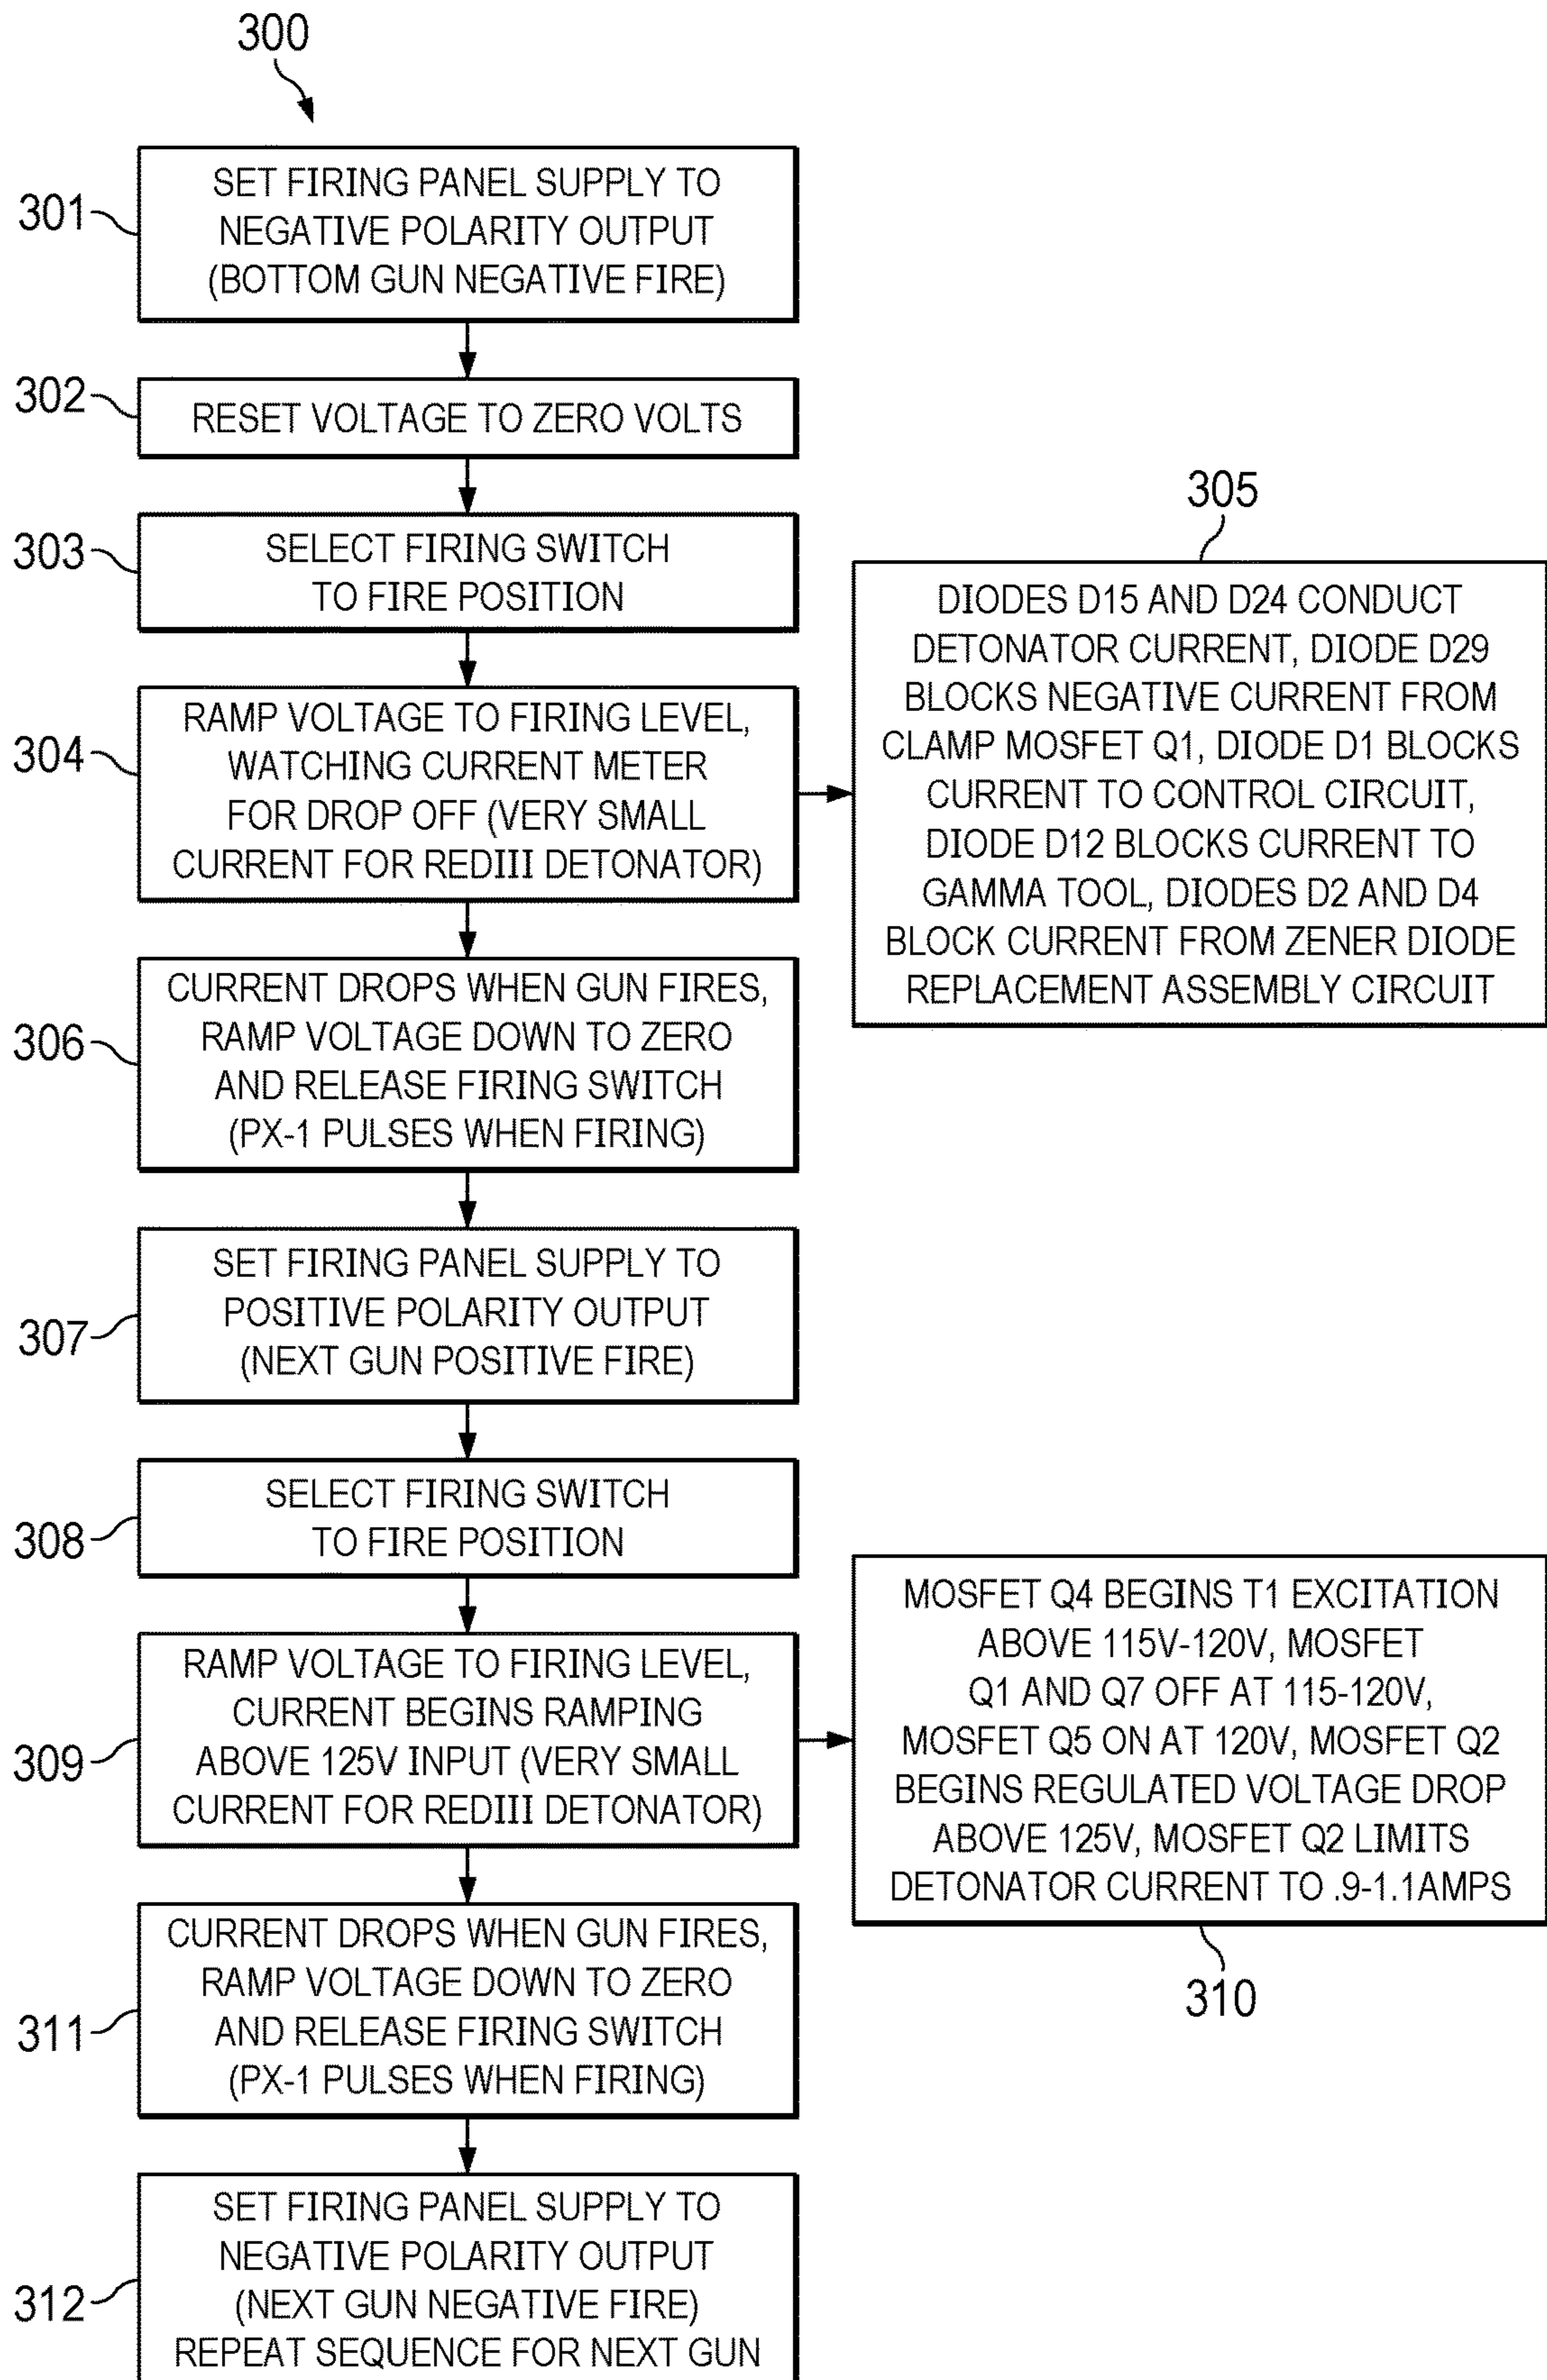 300
301
SET FIRING PANEL SUPPLY TO
NEGATIVE POLARITY OUTPUT
(BOTTOM GUN NEGATIVE FIRE)
302
RESET VOLTAGE TO ZERO VOLTS
303
SELECT FIRING SWITCH
TO FIRE POSITION
304
RAMP VOLTAGE TO FIRING LEVEL,
WATCHING CURRENT METER
FOR DROP OFF (VERY SMALL
CURRENT FOR REDIII DETONATOR)
305
DIODES D15 AND D24 CONDUCT
DETONATOR CURRENT, DIODE D29
BLOCKS NEGATIVE CURRENT FROM
CLAMP MOSFET Q1, DIODE D1 BLOCKS
CURRENT TO CONTROL CIRCUIT,
DIODE D12 BLOCKS CURRENT TO
GAMMA TOOL, DIODES D2 AND D4
BLOCK CURRENT FROM ZENER DIODE
REPLACEMENT ASSEMBLY CIRCUIT
306
CURRENT DROPS WHEN GUN FIRES,
RAMP VOLTAGE DOWN TO ZERO
AND RELEASE FIRING SWITCH
(PX-1 PULSES WHEN FIRING)
307
SET FIRING PANEL SUPPLY TO
POSITIVE POLARITY OUTPUT
(NEXT GUN POSITIVE FIRE)
308
SELECT FIRING SWITCH
TO FIRE POSITION
309
RAMP VOLTAGE TO FIRING LEVEL,
CURRENT BEGINS RAMPING
ABOVE 125V INPUT (VERY SMALL
CURRENT FOR REDIII DETONATOR)
MOSFET Q4 BEGINS T1 EXCITATION
ABOVE 115V-120V, MOSFET
Q1 AND Q7 OFF AT 115-120V,
MOSFET Q5 ON AT 120V, MOSFET Q2
BEGINS REGULATED VOLTAGE DROP
ABOVE 125V, MOSFET Q2 LIMITS
DETONATOR CURRENT TO .9-1.1AMPS
310
311
CURRENT DROPS WHEN GUN FIRES,
RAMP VOLTAGE DOWN TO ZERO
AND RELEASE FIRING SWITCH
(PX-1 PULSES WHEN FIRING)
312
SET FIRING PANEL SUPPLY TO
NEGATIVE POLARITY OUTPUT
(NEXT GUN NEGATIVE FIRE)
REPEAT SEQUENCE FOR NEXT GUN